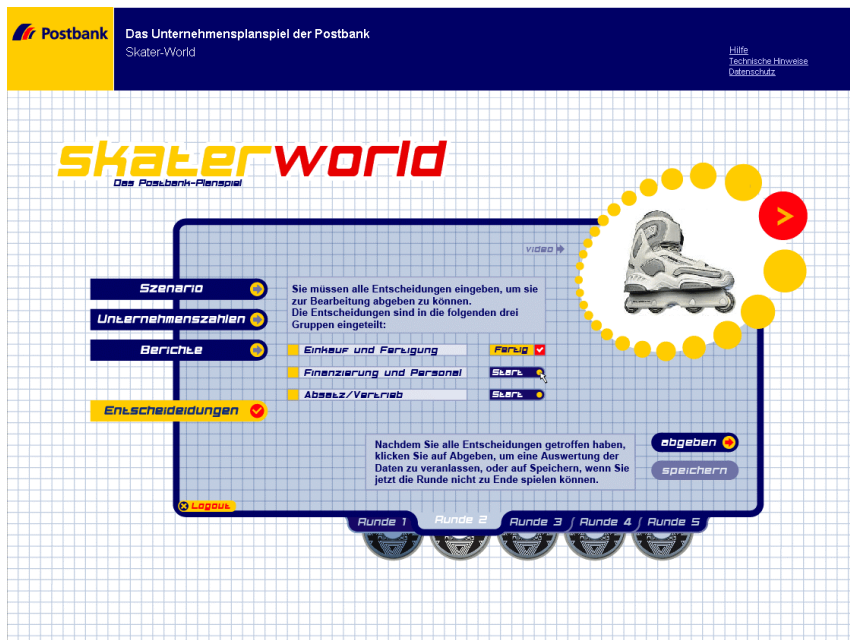 Postbank
Das Unternehmensplanspiel der Postbank
Skater-World
Hilfe
Technische Hinweise
Datenschutz
skaterworld
Das Postbank-Planspiel
video
Szenario
Unternehmenszahlen
Berichte
Entscheideidungen
Sie müssen alle Entscheidungen eingeben, um sie
zur Bearbeitung abgeben zu können.
Die Entscheidungen sind in die folgenden drei
Gruppen eingeteilt:
Einkauf und Fertigung Fertig
Finanzierung und Personal Start
Absatz/Vertrieb Start
Nachdem Sie alle Entscheidungen getroffen haben,
klicken Sie auf Abgeben, um eine Auswertung der
Daten zu veranlassen, oder auf Speichern, wenn Sie
jetzt die Runde nicht zu Ende spielen können.
abgeben
speichern
Logout
Runde 1 Runde 2 Runde 3 Runde 4 Runde 5